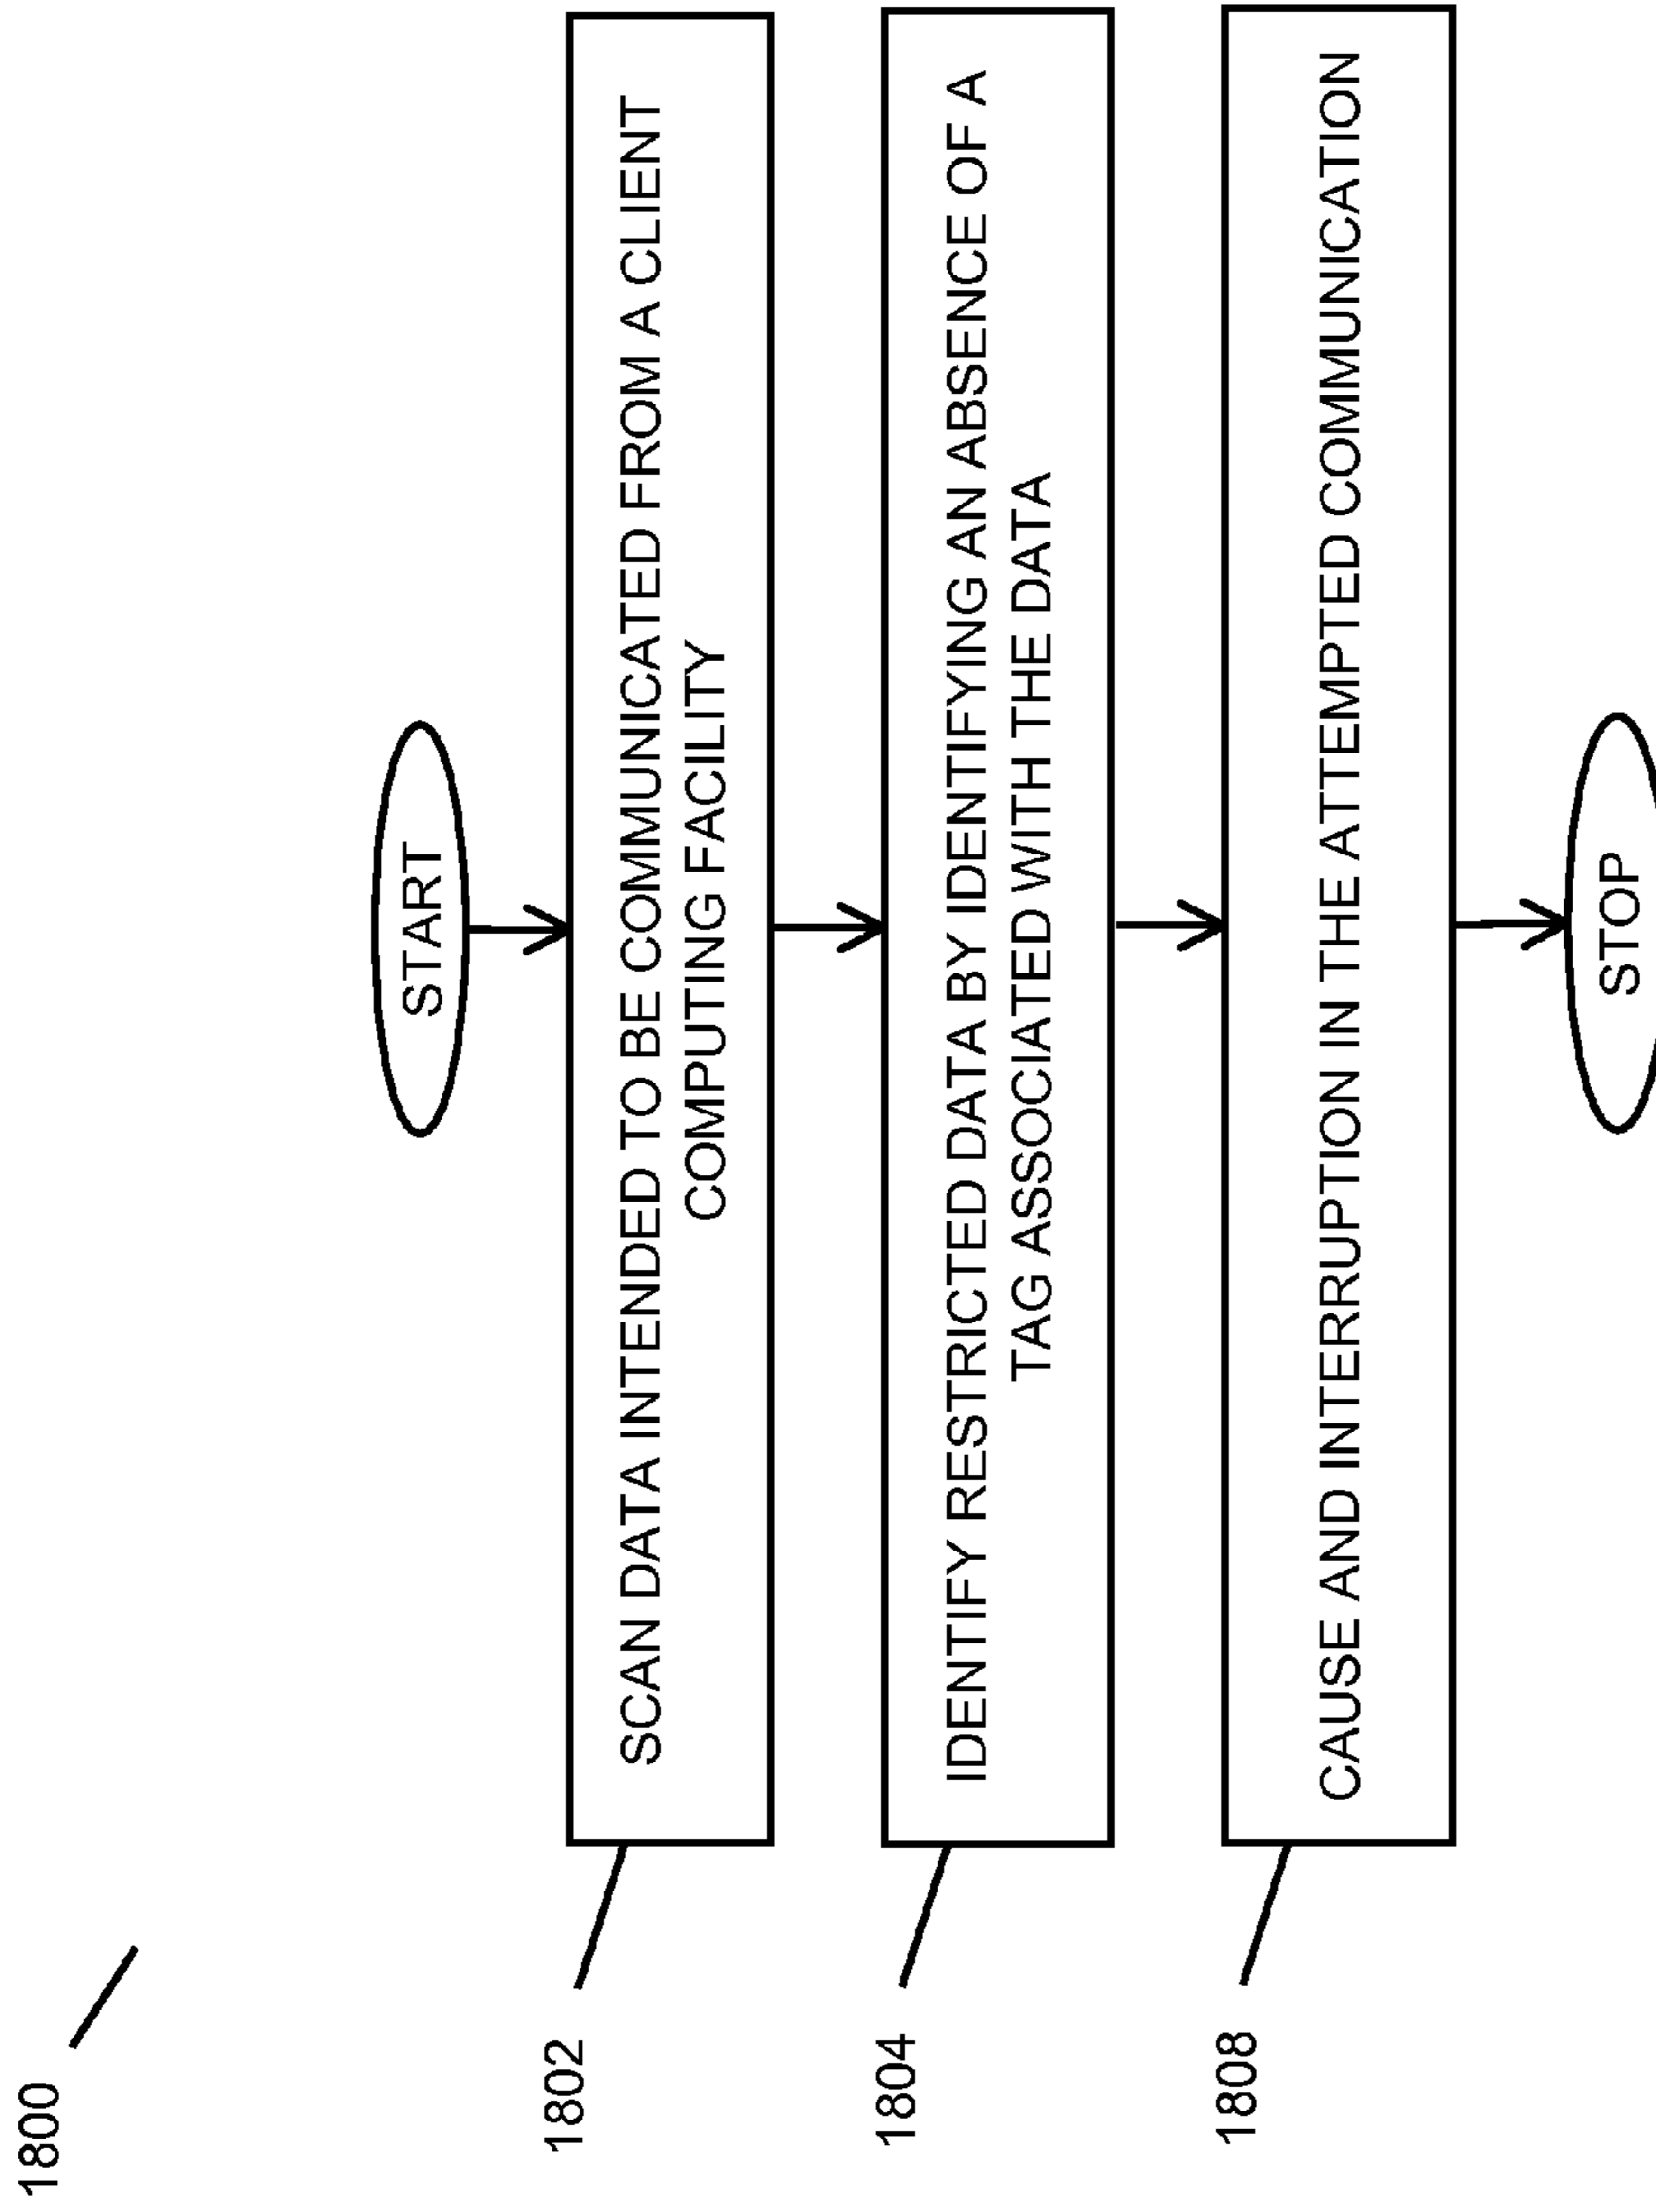 1800
START
1802
SCAN DATA INTENDED TO BE COMMUNICATED FROM A CLIENT
COMPUTING FACILITY
1804
IDENTIFY RESTRICTED DATA BY IDENTIFYING AN ABSENCE OF A
TAG ASSOCIATED WITH THE DATA
1808
CAUSE AND INTERRUPTION IN THE ATTEMPTED COMMUNICATION
STOP